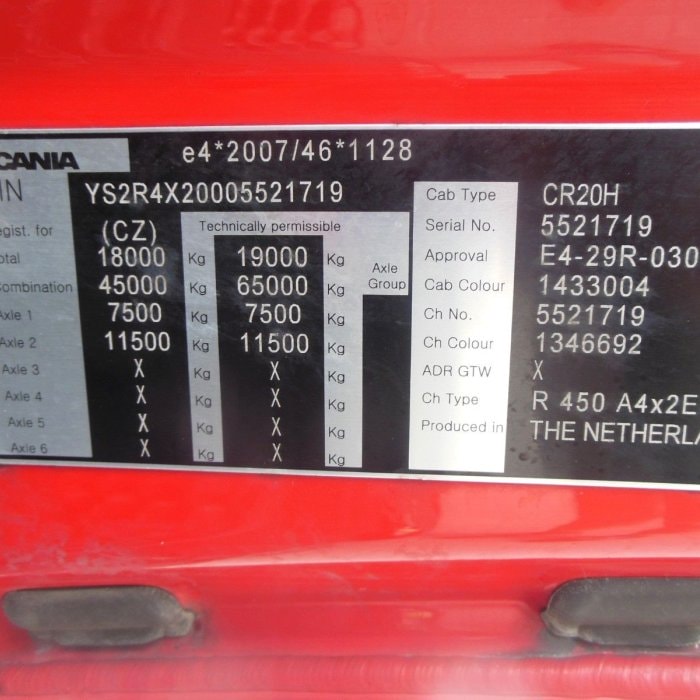 CANIA e4*2007/46*1128
IN YS2R4X20005521719 Cab Type CR20H
egist. for (CZ) Technically permissible Serial No. 5521719
otal 18000 Kg 19000 Kg Axle Group Approval E4-29R-030
ombination 45000 Kg 65000 Kg Cab Colour 1433004
Axle 1 7500 Kg 7500 Kg Ch No. 5521719
Axle 2 11500 Kg 11500 Kg Ch Colour 1346692
Axle 3 X Kg X Kg ADR GTW X
Axle 4 X Kg X Kg Ch Type R 450 A4x2E
Axle 5 X Kg X Kg Produced in THE NETHERLA
Axle 6 X Kg X Kg